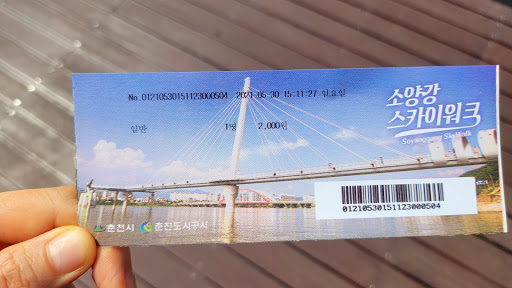 No.01210530151123000504 2021-05-30 15:11:27 일요일
소양강
스카이워크
Soyanggang SkyWalk
일반 1명 2,000원
01210530151123000504
춘천시 춘천도시공사